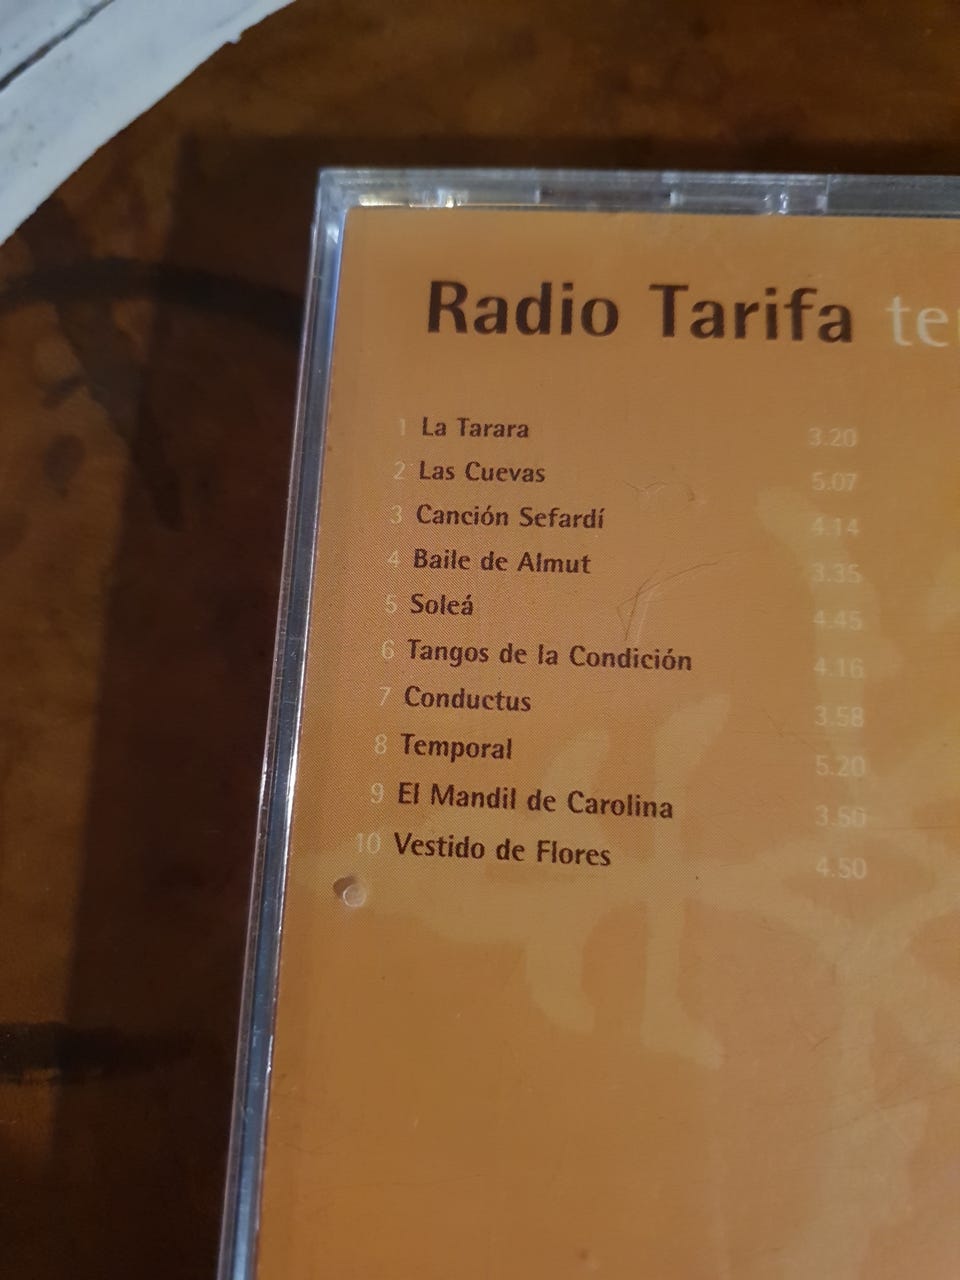 Radio Tarifa te
1 La Tarara 3.20
2 Las Cuevas 5.07
3 Canción Sefardí 4.14
4 Baile de Almut 3.35
5 Soleá 4.45
6 Tangos de la Condición 4.16
7 Conductus 3.58
8 Temporal 5.20
9 El Mandil de Carolina 3.50
10 Vestido de Flores 4.50